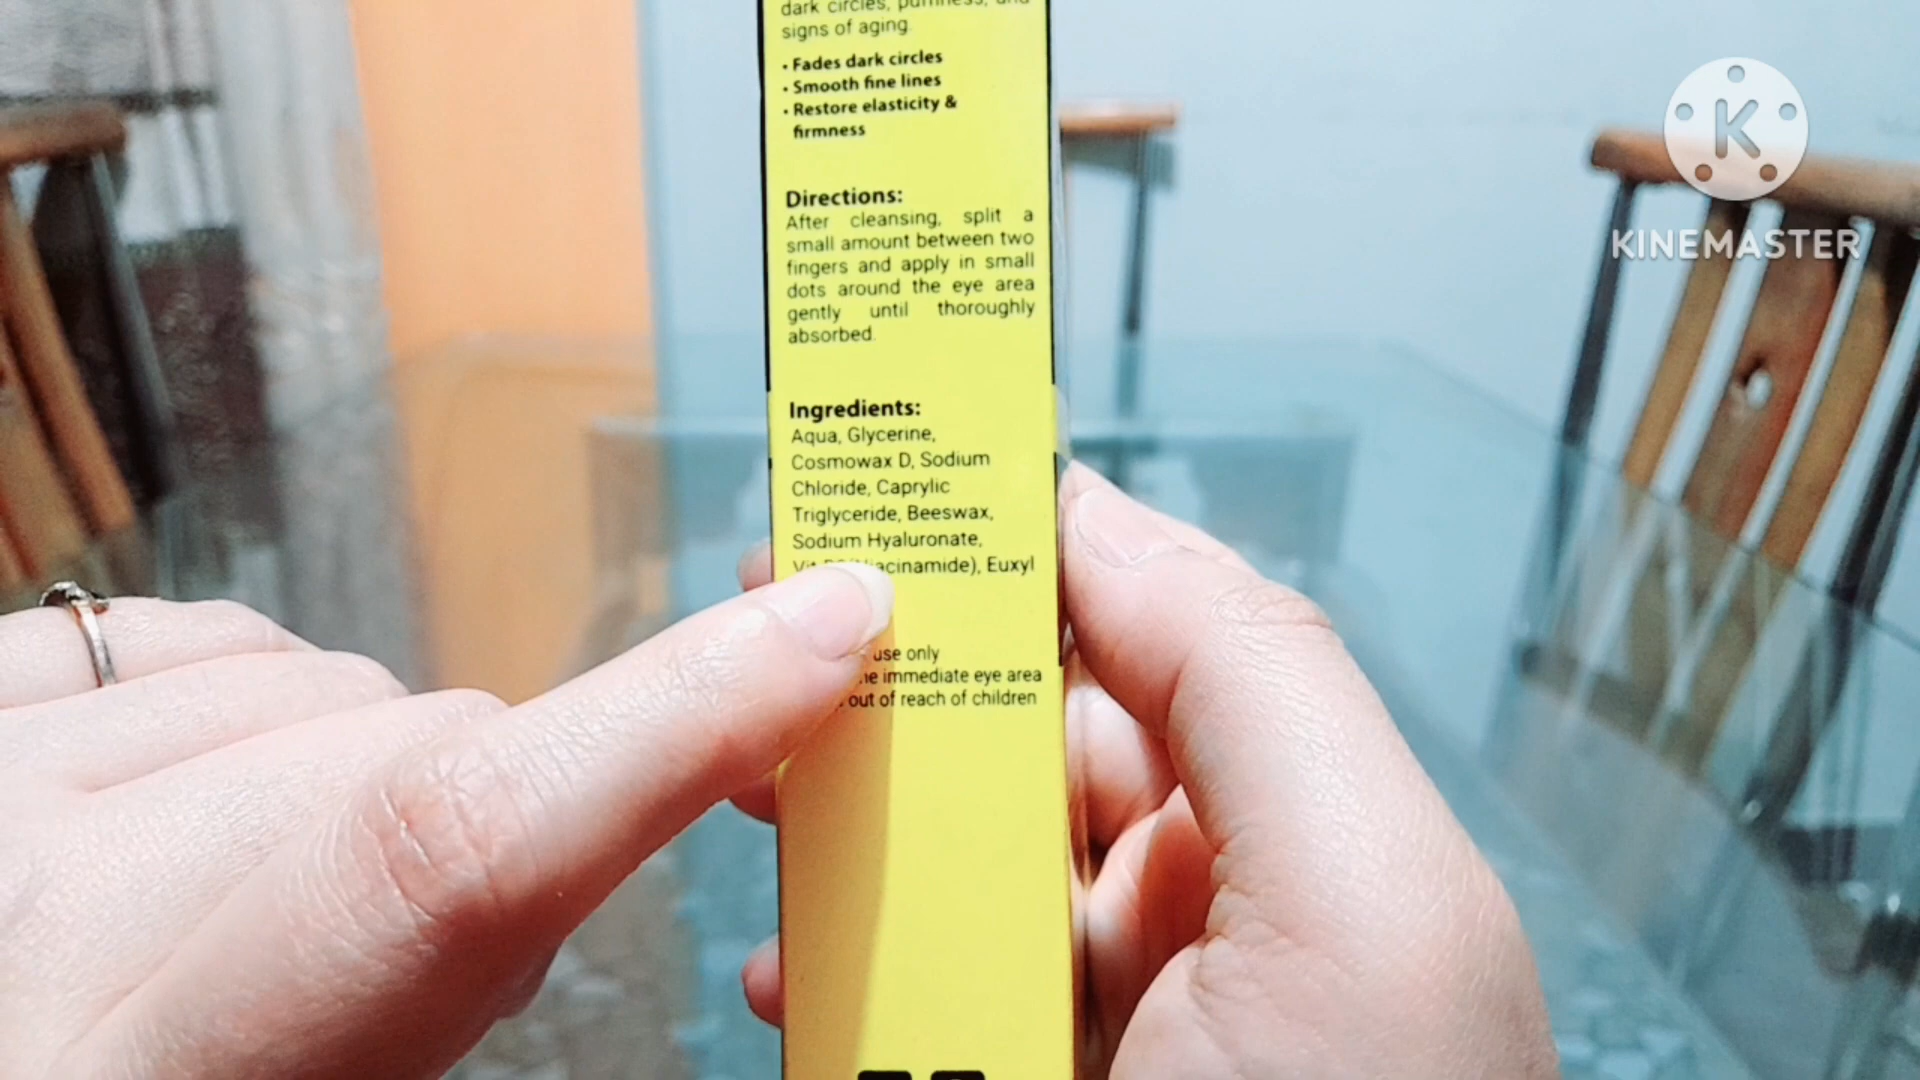 dark circles, puffiness, and
signs of aging.
• Fades dark circles
• Smooth fine lines
• Restore elasticity &
firmness
Directions:
After cleansing, split a
small amount between two
fingers and apply in small
dots around the eye area
gently until thoroughly
absorbed.
Ingredients:
Aqua, Glycerine,
Cosmowax D, Sodium
Chloride, Caprylic
Triglyceride, Beeswax,
Sodium Hyaluronate,
(Niacinamide), Euxyl
use only
immediate eye area
out of reach of children
K
KINEMASTER